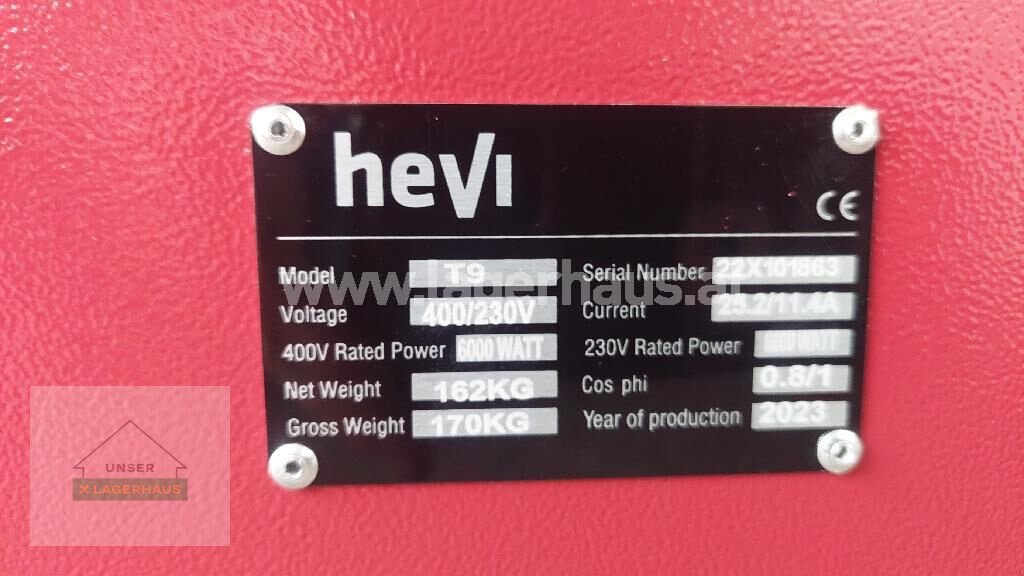 hevi
CE
Model T9 Serial Number 22X101863
www.lagerhaus.at
Voltage 400/230V Current 25.2/11.4A
400V Rated Power 6000 WATT 230V Rated Power WATT
Net Weight 162KG Cos phi 0.8/1
Gross Weight 170KG Year of production 2023
UNSER
X LAGERHAUS